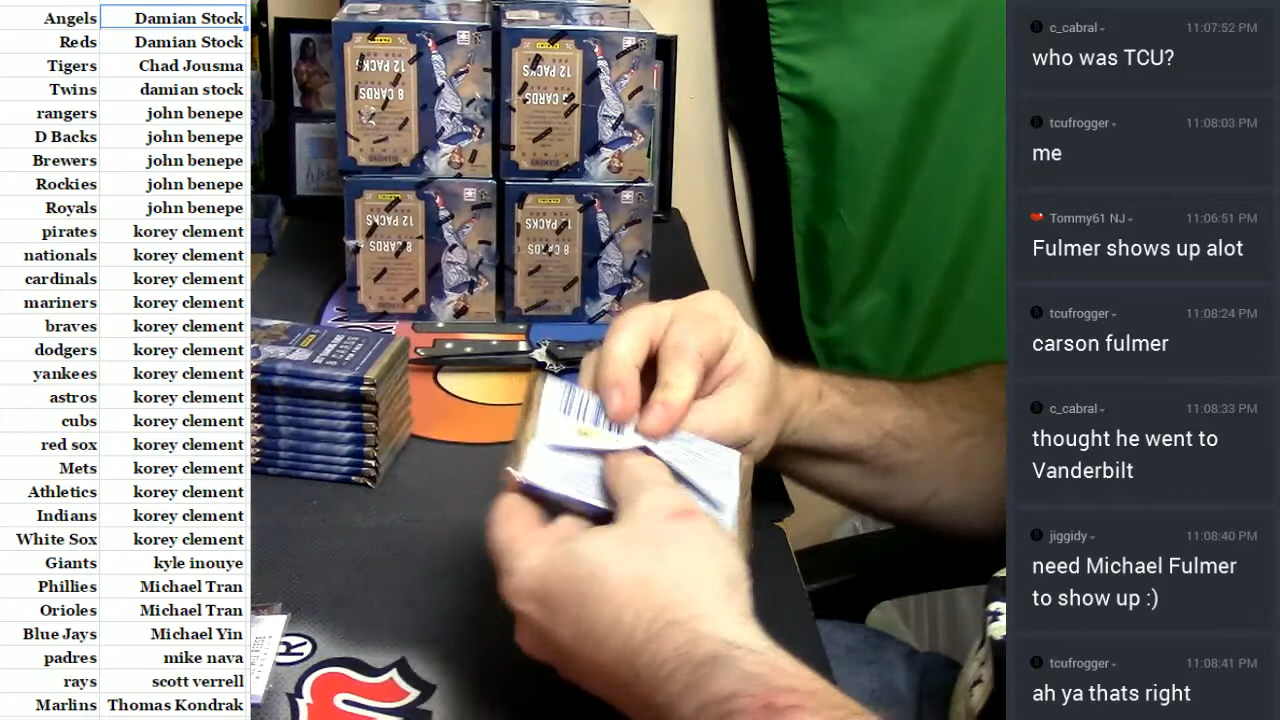 Angels Damian Stock
Reds Damian Stock
Tigers Chad Jousma
Twins damian stock
rangers john benepe
D Backs john benepe
Brewers john benepe
Rockies john benepe
Royals john benepe
pirates korey clement
nationals korey clement
cardinals korey clement
mariners korey clement
braves korey clement
dodgers korey clement
yankees korey clement
astros korey clement
cubs korey clement
red sox korey clement
Mets korey clement
Athletics korey clement
Indians korey clement
White Sox korey clement
Giants kyle inouye
Phillies Michael Tran
Orioles Michael Tran
Blue Jays Michael Yin
padres mike nava
rays scott verrell
Marlins Thomas Kondrak
12 PACKS
8 CARDS
12 PACKS
8 CARDS
12 PACKS
8 CARDS
8 CARDS
8 CARDS
c_cabral 11:07:52 PM
who was TCU?
tcufrogger 11:08:03 PM
me
Tommy61 NJ 11:06:51 PM
Fulmer shows up alot
tcufrogger 11:08:24 PM
carson fulmer
c_cabral 11:08:33 PM
thought he went to
Vanderbilt
jiggidy 11:08:40 PM
need Michael Fulmer
to show up :)
tcufrogger 11:08:41 PM
ah ya thats right